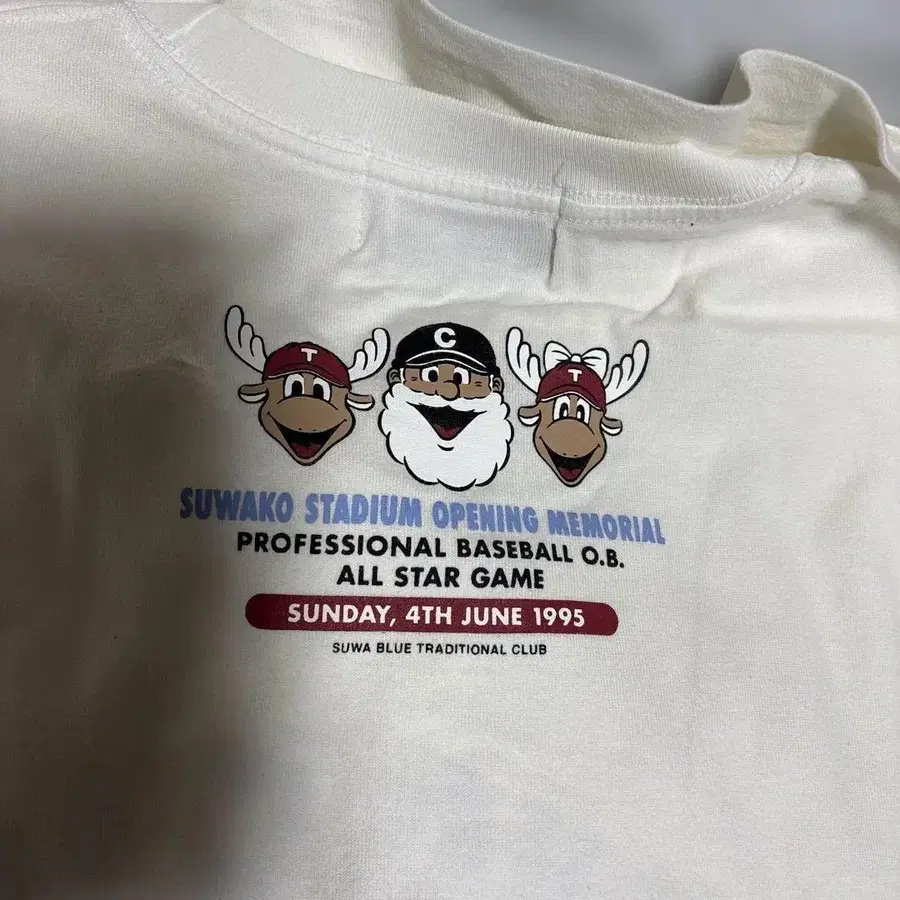 T C T
SUWAKO STADIUM OPENING MEMORIAL
PROFESSIONAL BASEBALL O.B.
ALL STAR GAME
SUNDAY, 4TH JUNE 1995
SUWA BLUE TRADITIONAL CLUB